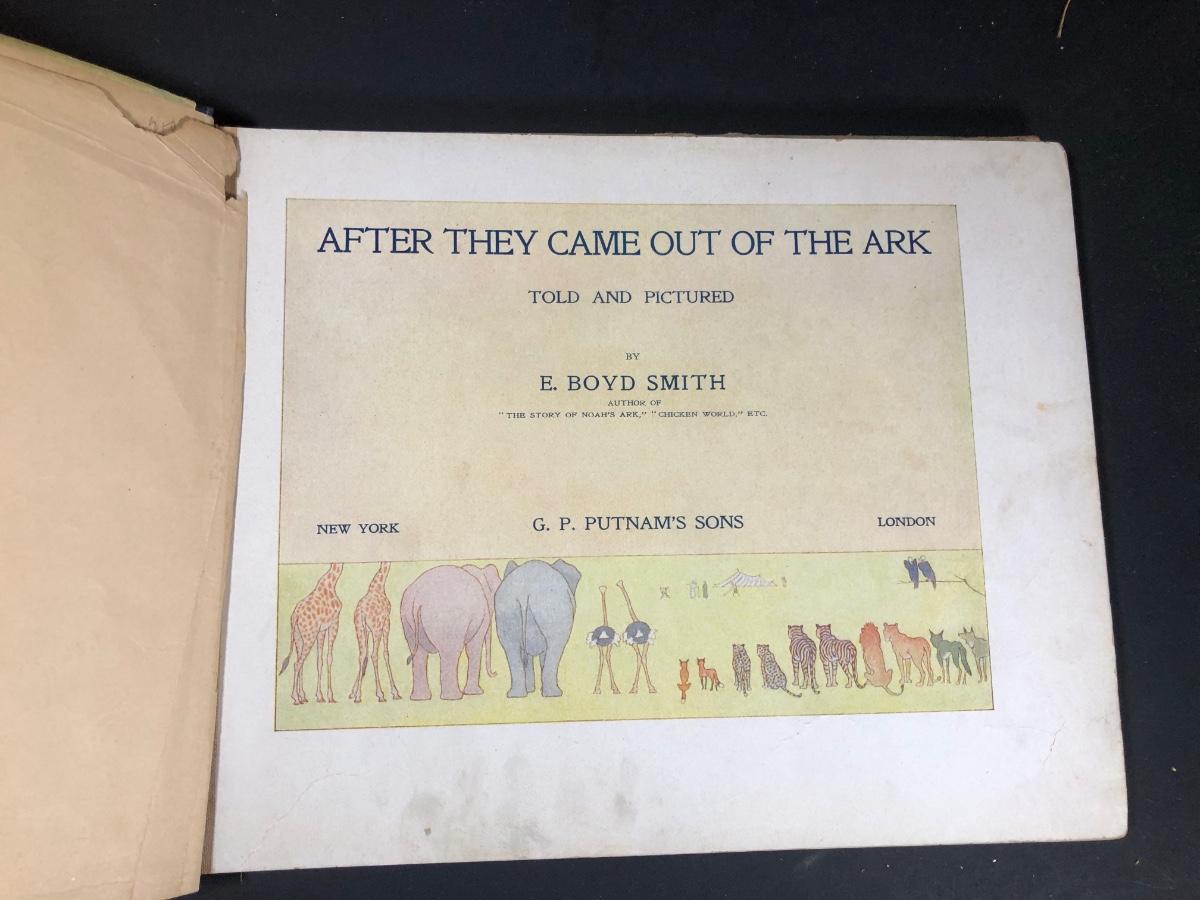 AFTER THEY CAME OUT OF THE ARK
TOLD AND PICTURED
BY
E. BOYD SMITH
AUTHOR OF
"THE STORY OF NOAH'S ARK," "CHICKEN WORLD," ETC.
NEW YORK G. P. PUTNAM'S SONS LONDON